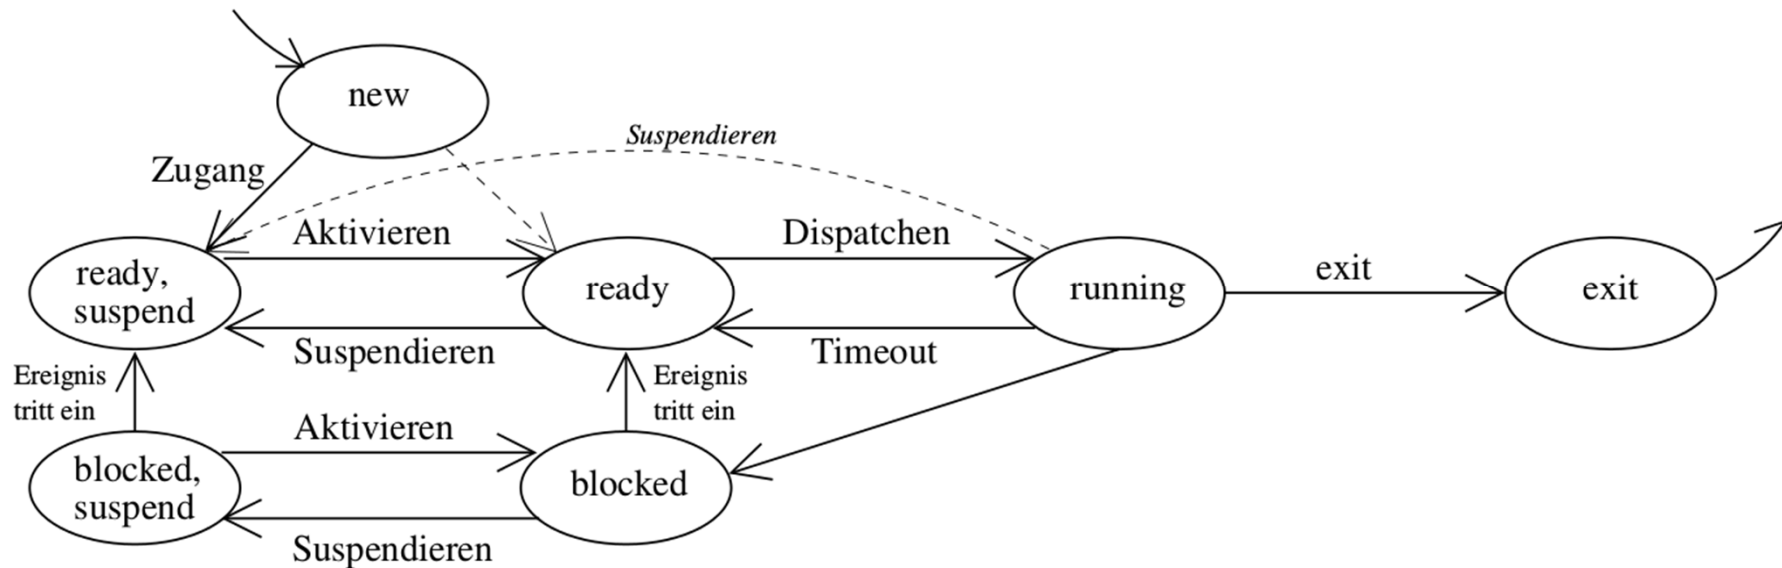 new
Suspendieren
Zugang
Aktivieren
Dispatchen
ready,
suspend
ready
running
exit
exit
Suspendieren
Timeout
Ereignis
tritt ein
Ereignis
tritt ein
Aktivieren
blocked,
suspend
blocked
Suspendieren